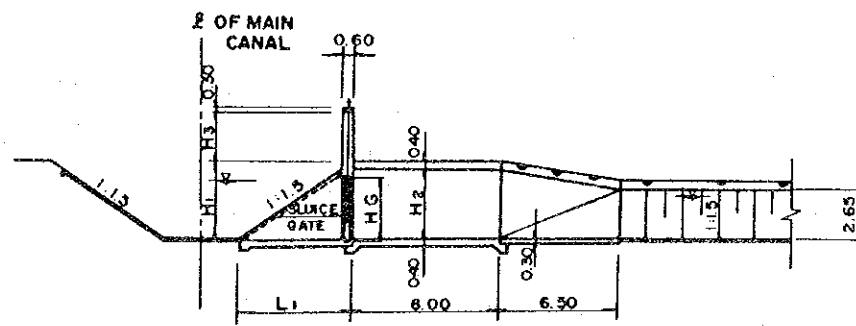 ℄ OF MAIN
CANAL
0.60
0.50
H3
0.40
1:1.5
H1
1:1.5
SLUICE
GATE
HG
H2
1:1.5
2.65
0.40
0.30
L1
8.00
6.50